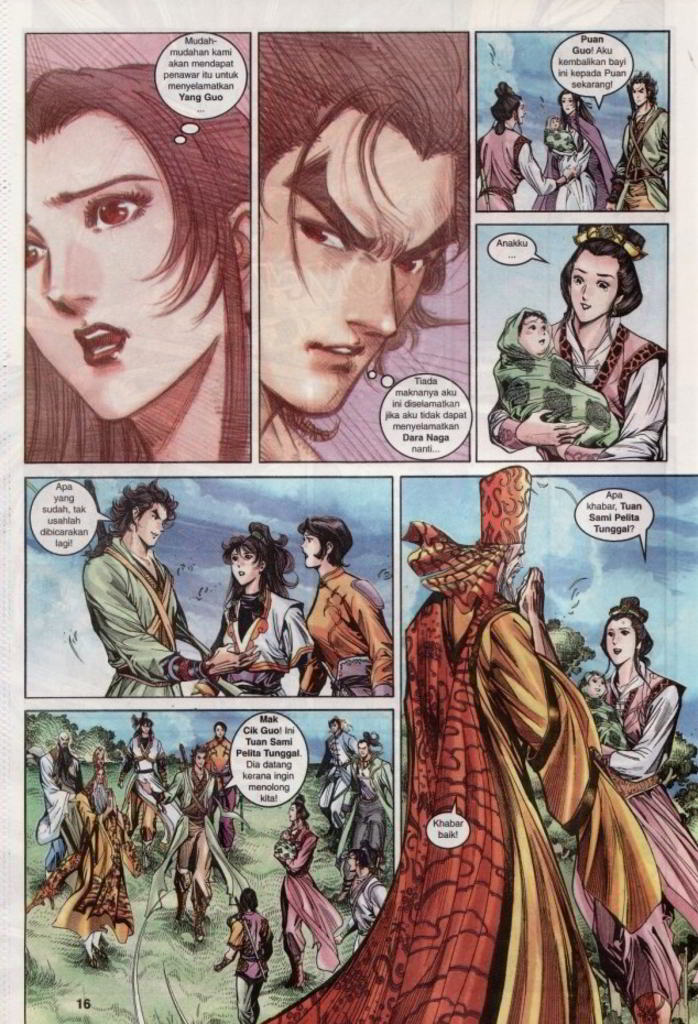 Mudah-
mudahan kami
akan mendapat
penawar itu untuk
menyelamatkan
Yang Guo
...
Tiada
maknanya aku
ini diselamatkan
jika aku tidak dapat
menyelamatkan
Dara Naga
nanti...
Puan
Guo! Aku
kembalikan bayi
ini kepada Puan
sekarang!
Anakku
...
Apa
yang
sudah, tak
usahlah
dibicarakan
lagi!
Apa
khabar, Tuan
Sami Pelita
Tunggal?
Khabar
baik!
Mak
Cik Guo! Ini
Tuan Sami
Pelita Tunggal.
Dia datang
kerana ingin
menolong
kita!
16